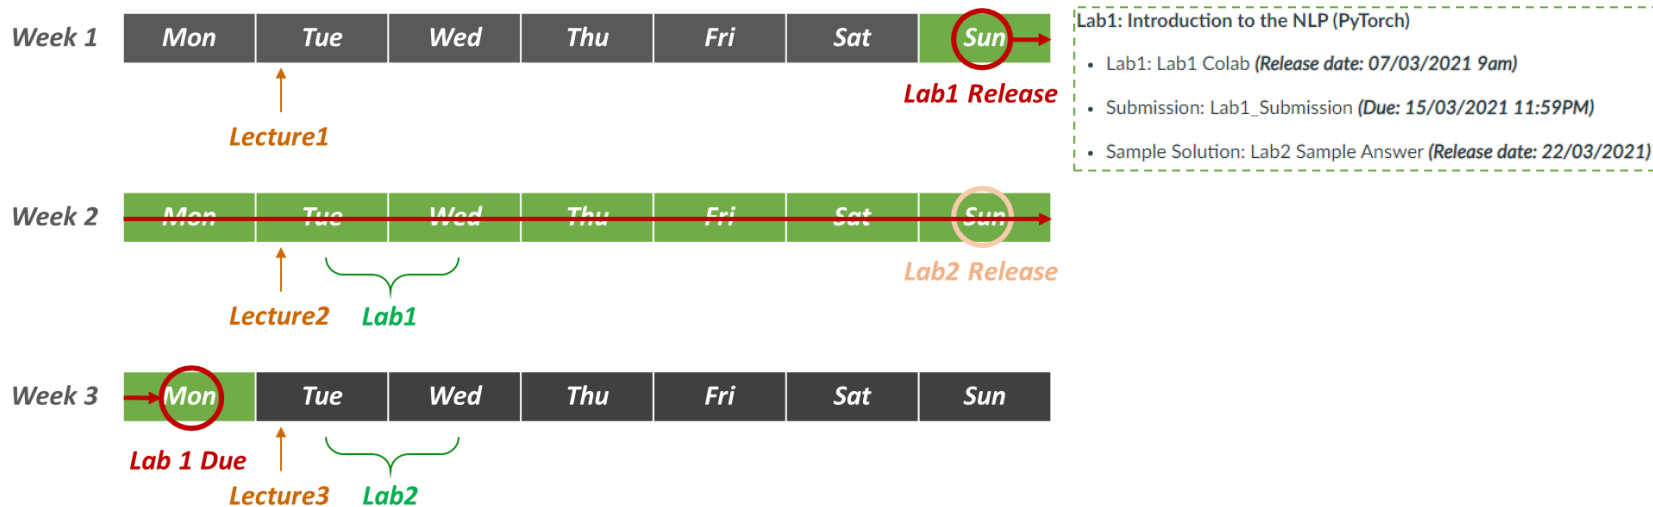 Week 1 Mon Tue Wed Thu Fri Sat Sun
Lab1 Release
Lecture1
Lab1: Introduction to the NLP (PyTorch)
• Lab1: Lab1 Colab (Release date: 07/03/2021 9am)
• Submission: Lab1_Submission (Due: 15/03/2021 11:59PM)
• Sample Solution: Lab2 Sample Answer (Release date: 22/03/2021)
Week 2 Mon Tue Wed Thu Fri Sat Sun
Lab2 Release
Lecture2 Lab1
Week 3 Mon Tue Wed Thu Fri Sat Sun
Lab 1 Due
Lecture3 Lab2